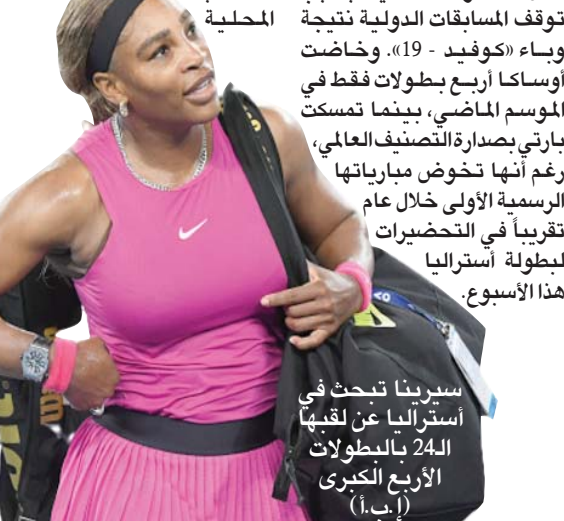 توقف المسابقات الدولية نتيجة
وباء «كوفيد - 19». وخاضت
أوساكا أربع بطولات فقط في
الموسم الماضي، بينما تمسكت
بارتي بصدارة التصنيف العالمي،
رغم أنها تخوض مبارياتها
الرسمية الأولى خلال عام
تقريباً في التحضيرات
لبطولة أستراليا
هذا الأسبوع.
المحلية
سيرينا تبحث في
أستراليا عن لقبها
الـ24 بالبطولات
الأربع الكبرى
(إ.ب.أ)